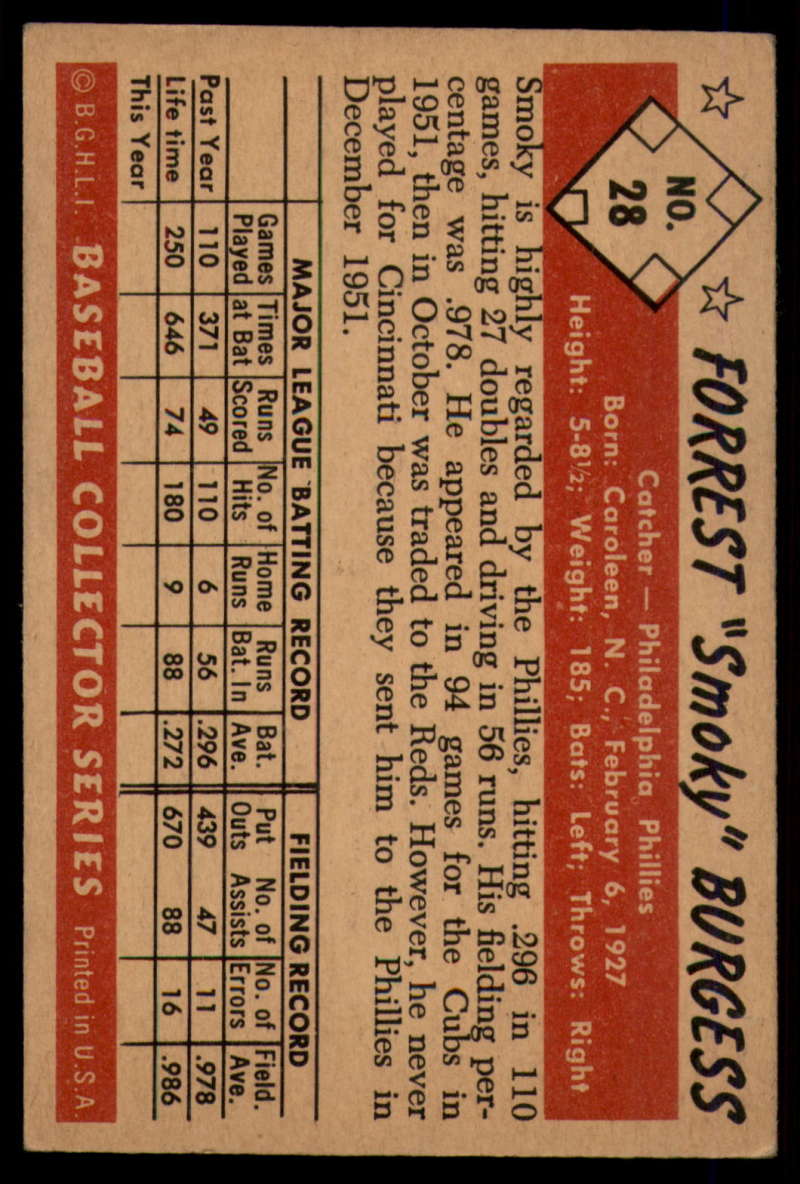 NO.
28
FORREST "Smoky" BURGESS
Catcher — Philadelphia Phillies
Born: Caroleen, N. C., February 6, 1927
Height: 5-8½; Weight: 185; Bats: Left; Throws: Right
Smoky is highly regarded by the Phillies, hitting .296 in 110
games, hitting 27 doubles and driving in 56 runs. His fielding per-
centage was .978. He appeared in 94 games for the Cubs in
1951, then in October was traded to the Reds. However, he never
played for Cincinnati because they sent him to the Phillies in
December 1951.
MAJOR LEAGUE BATTING RECORD FIELDING RECORD
Games Times Runs No. of Home Runs Bat. Put No. of No. of Field.
Played at Bat Scored Hits Runs Bat. In Ave. Outs Assists Errors Ave.
Past Year 110 371 49 110 6 56 .296 439 47 11 .978
Life time 250 646 74 180 9 88 .272 670 88 16 .986
This Year
© B.G.H.L.I. BASEBALL COLLECTOR SERIES Printed in U.S.A.